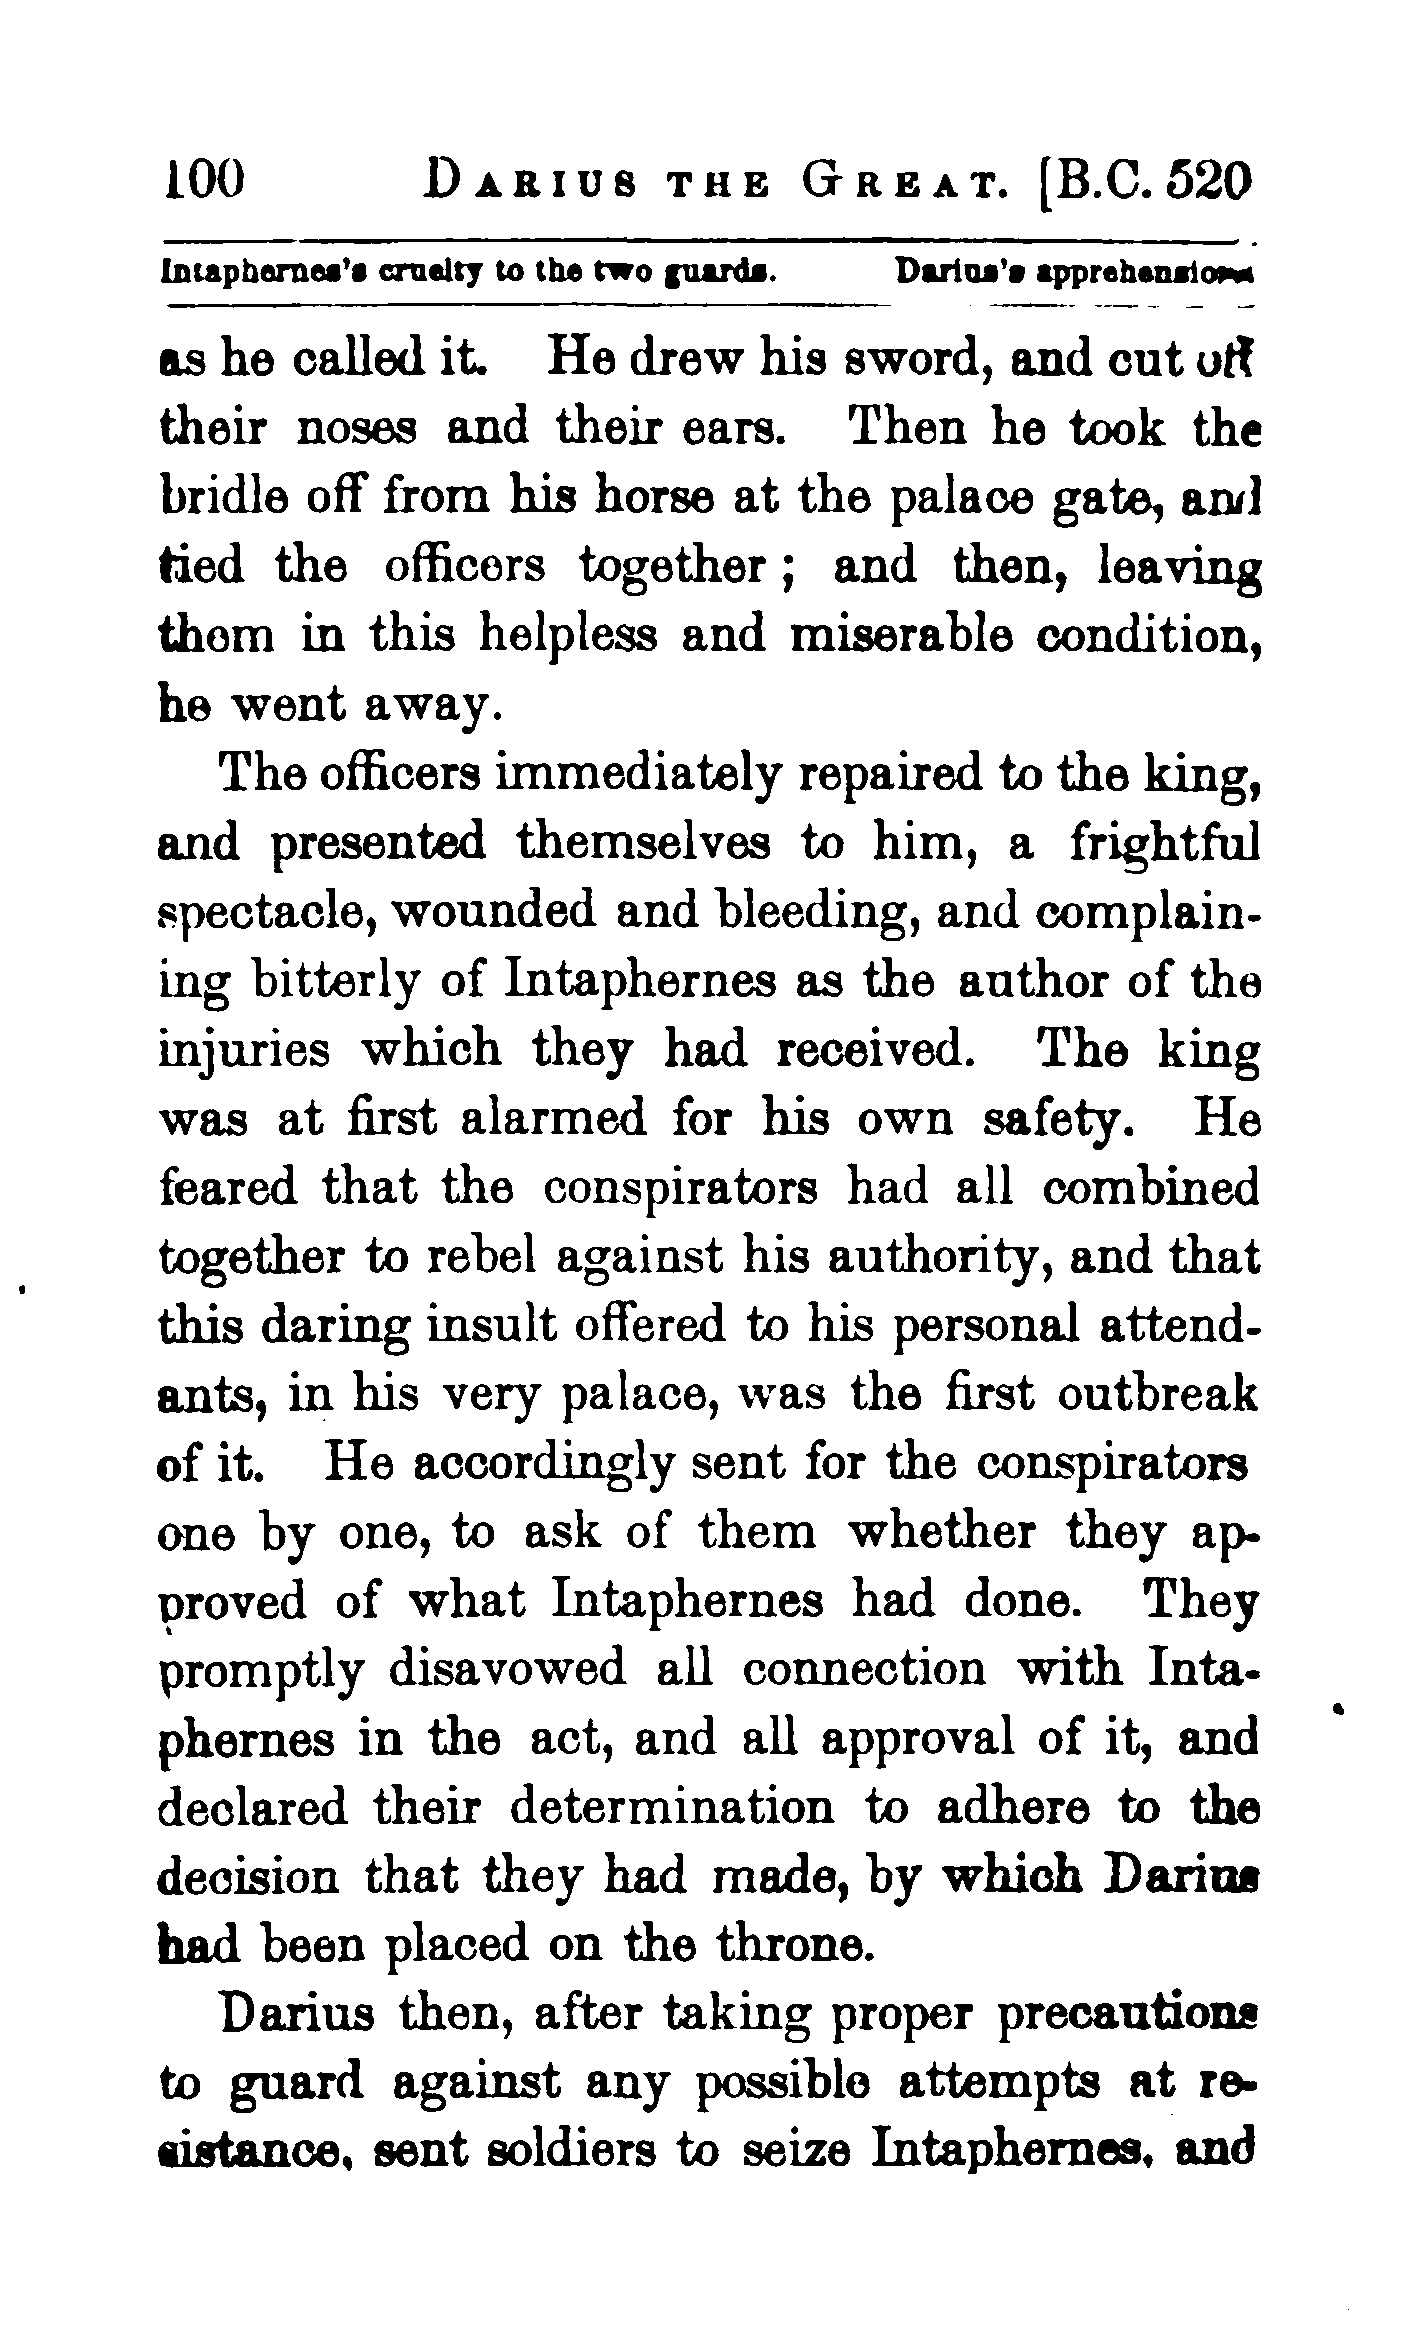 100 DARIUS THE GREAT. [B.C. 520
Intaphernes's cruelty to the two guards. Darius's apprehensions
as he called it. He drew his sword, and cut off
their noses and their ears. Then he took the
bridle off from his horse at the palace gate, and
tied the officers together ; and then, leaving
them in this helpless and miserable condition,
he went away.
The officers immediately repaired to the king,
and presented themselves to him, a frightful
spectacle, wounded and bleeding, and complain-
ing bitterly of Intaphernes as the author of the
injuries which they had received. The king
was at first alarmed for his own safety. He
feared that the conspirators had all combined
together to rebel against his authority, and that
this daring insult offered to his personal attend-
ants, in his very palace, was the first outbreak
of it. He accordingly sent for the conspirators
one by one, to ask of them whether they ap-
proved of what Intaphernes had done. They
promptly disavowed all connection with Inta-
phernes in the act, and all approval of it, and
declared their determination to adhere to the
decision that they had made, by which Darius
had been placed on the throne.
Darius then, after taking proper precautions
to guard against any possible attempts at re-
sistance, sent soldiers to seize Intaphernes, and